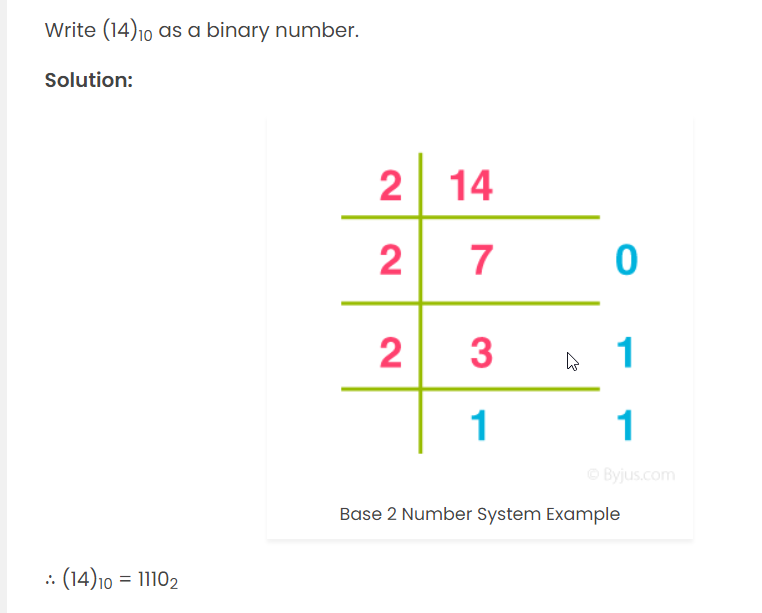 Write (14)₁₀ as a binary number.
Solution:
2 14
2 7 0
2 3 1
1 1
© Byjus.com
Base 2 Number System Example
∴ (14)₁₀ = 1110₂